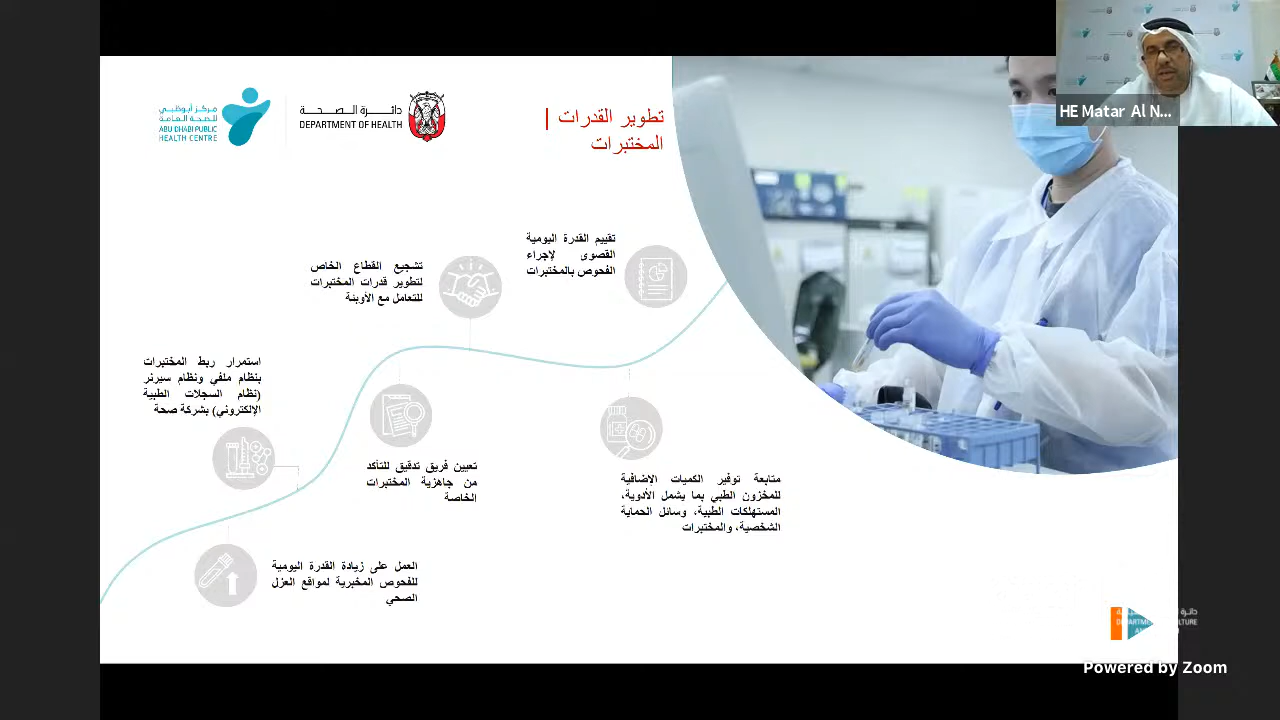 مركز أبوظبي
للصحة العامة
ABU DHABI PUBLIC
HEALTH CENTRE
دائرة الصحة
DEPARTMENT OF HEALTH
تطوير القدرات |
المختبرات
HE Matar Al N...
تقييم القدرة اليومية
القصوى لإجراء
الفحوص بالمختبرات
تشجيع القطاع الخاص
لتطوير قدرات المختبرات
للتعامل مع الأوبئة
استمرار ربط المختبرات
بنظام ملفي ونظام سيرنر
(نظام السجلات الطبية
الإلكتروني) بشركة صحة
تعيين فريق تدقيق للتأكد
من جاهزية المختبرات
الخاصة
متابعة توفير الكميات الاضافية
للمخزون الطبي بما يشمل الأدوية،
المستهلكات الطبية، وسائل الحماية
الشخصية، والمختبرات
العمل على زيادة القدرة اليومية
للفحوص المخبرية لمواقع العزل
الصحي
دائرة
Powered by Zoom